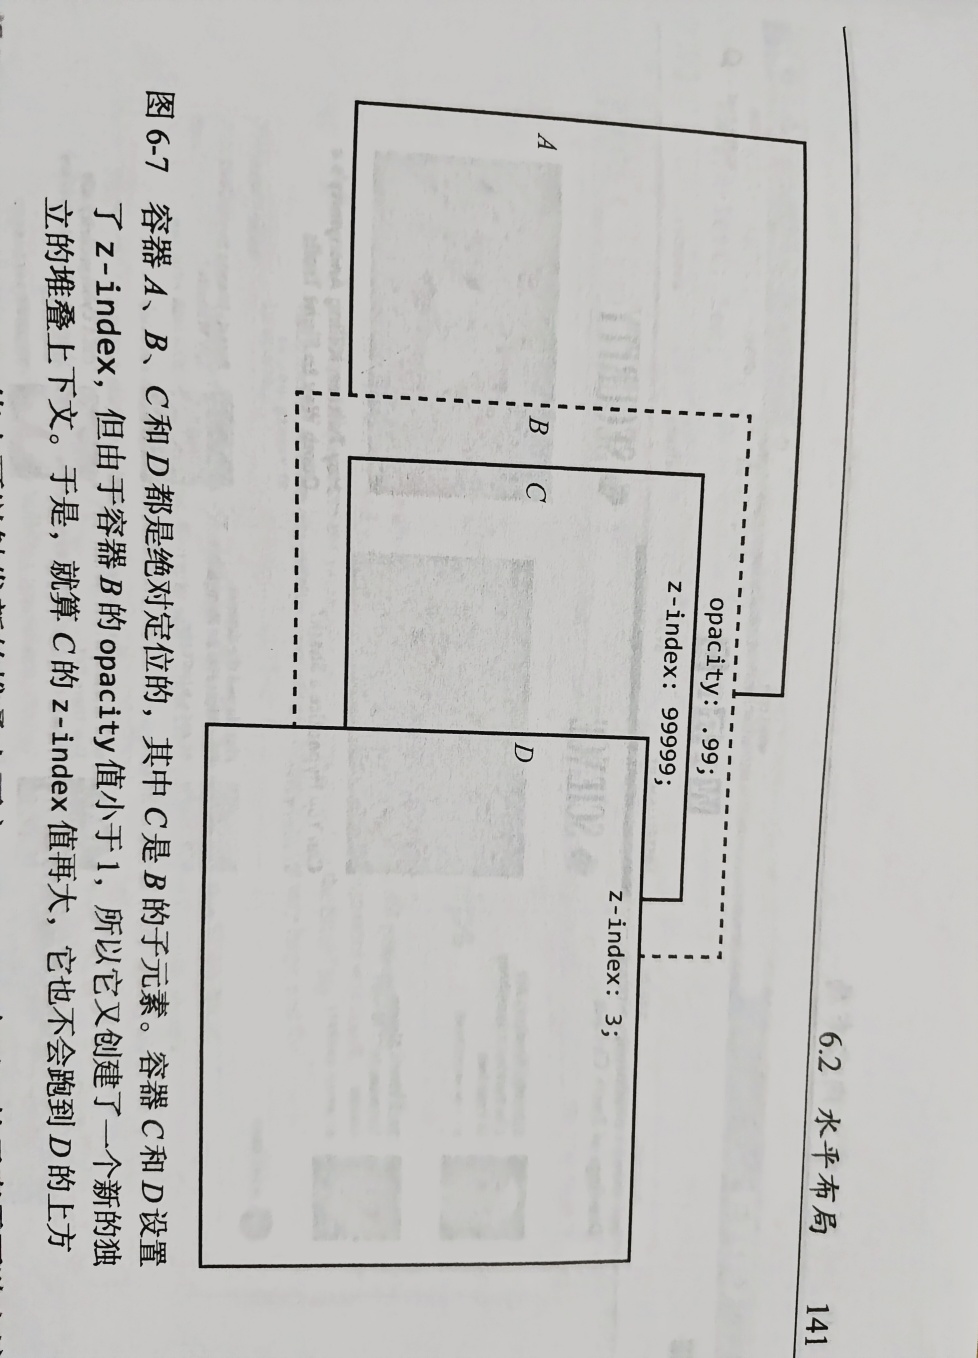 6.2 水平布局 141
opacity: .99;
z-index: 99999;
z-index: 3;
A
B
C
D
图 6-7 容器 A、B、C 和 D 都是绝对定位的，其中 C 是 B 的子元素。容器 C 和 D 设置
了 z-index，但由于容器 B 的 opacity 值小于 1，所以它又创建了一个新的独
立的堆叠上下文。于是，就算 C 的 z-index 值再大，它也不会跑到 D 的上方